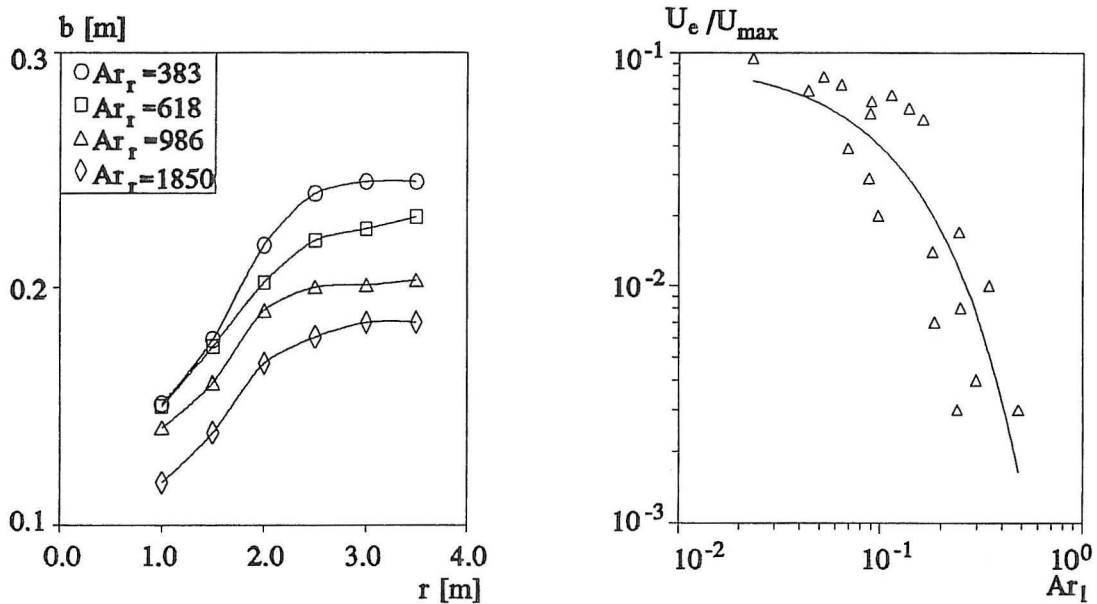 b [m]
0.3
Ar_r=383
Ar_r=618
Ar_r=986
Ar_r=1850
0.2
0.1
0.0 1.0 2.0 3.0 4.0
r [m]
U_e/U_max
10^-1
10^-2
10^-3
10^-2 10^-1 10^0
Ar_l